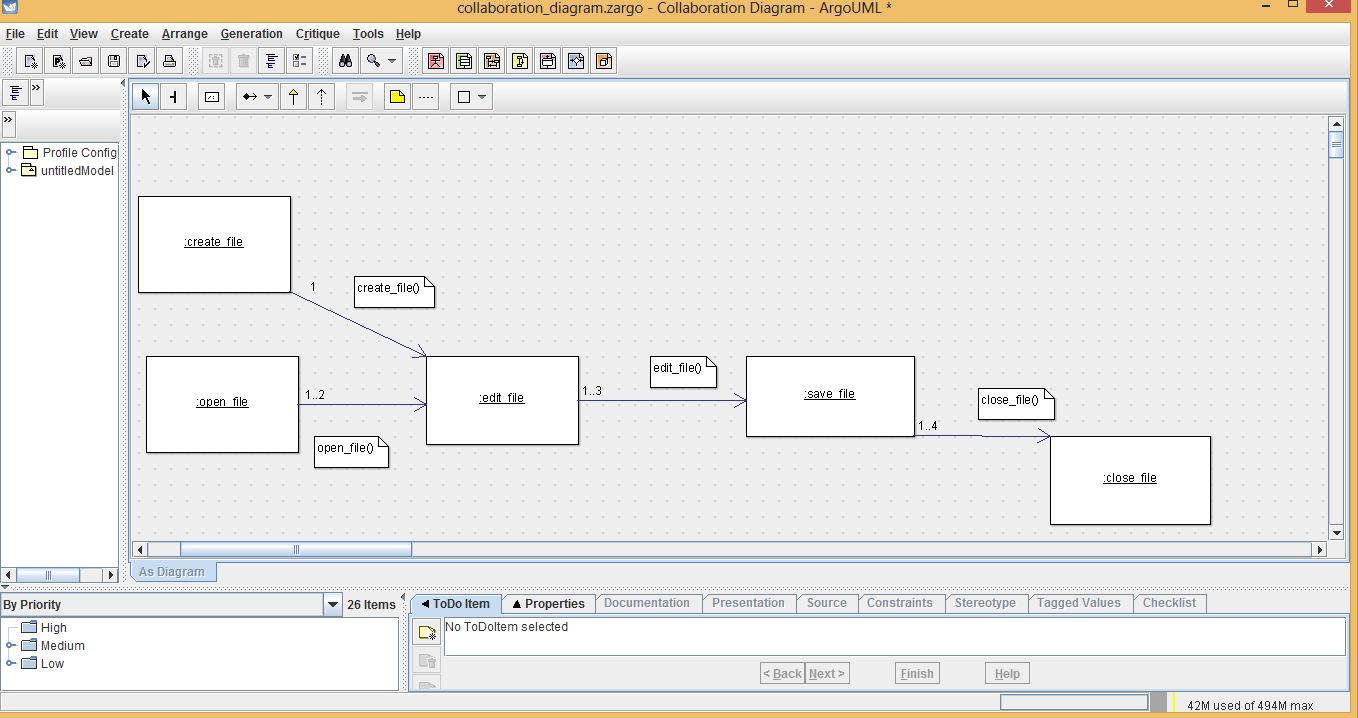 collaboration_diagram.zargo - Collaboration Diagram - ArgoUML *
File Edit View Create Arrange Generation Critique Tools Help
Profile Config
untitledModel
:create_file
1
create_file()
:open_file
1..2
open_file()
:edit_file
1..3
edit_file()
:save_file
1..4
close_file()
:close_file
As Diagram
By Priority
26 Items
High
Medium
Low
ToDo Item Properties Documentation Presentation Source Constraints Stereotype Tagged Values Checklist
No ToDoItem selected
< Back Next > Finish Help
42M used of 494M max